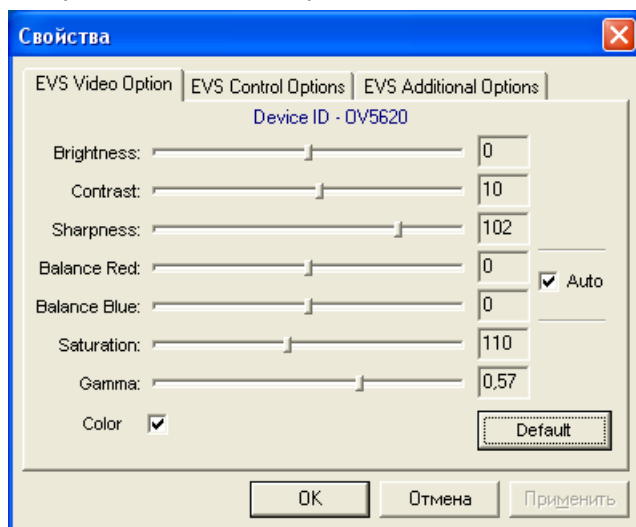 Свойства
EVS Video Option EVS Control Options EVS Additional Options
Device ID - OV5620
Brightness: 0
Contrast: 10
Sharpness: 102
Balance Red: 0
Auto
Balance Blue: 0
Saturation: 110
Gamma: 0,57
Color Default
OK Отмена Применить